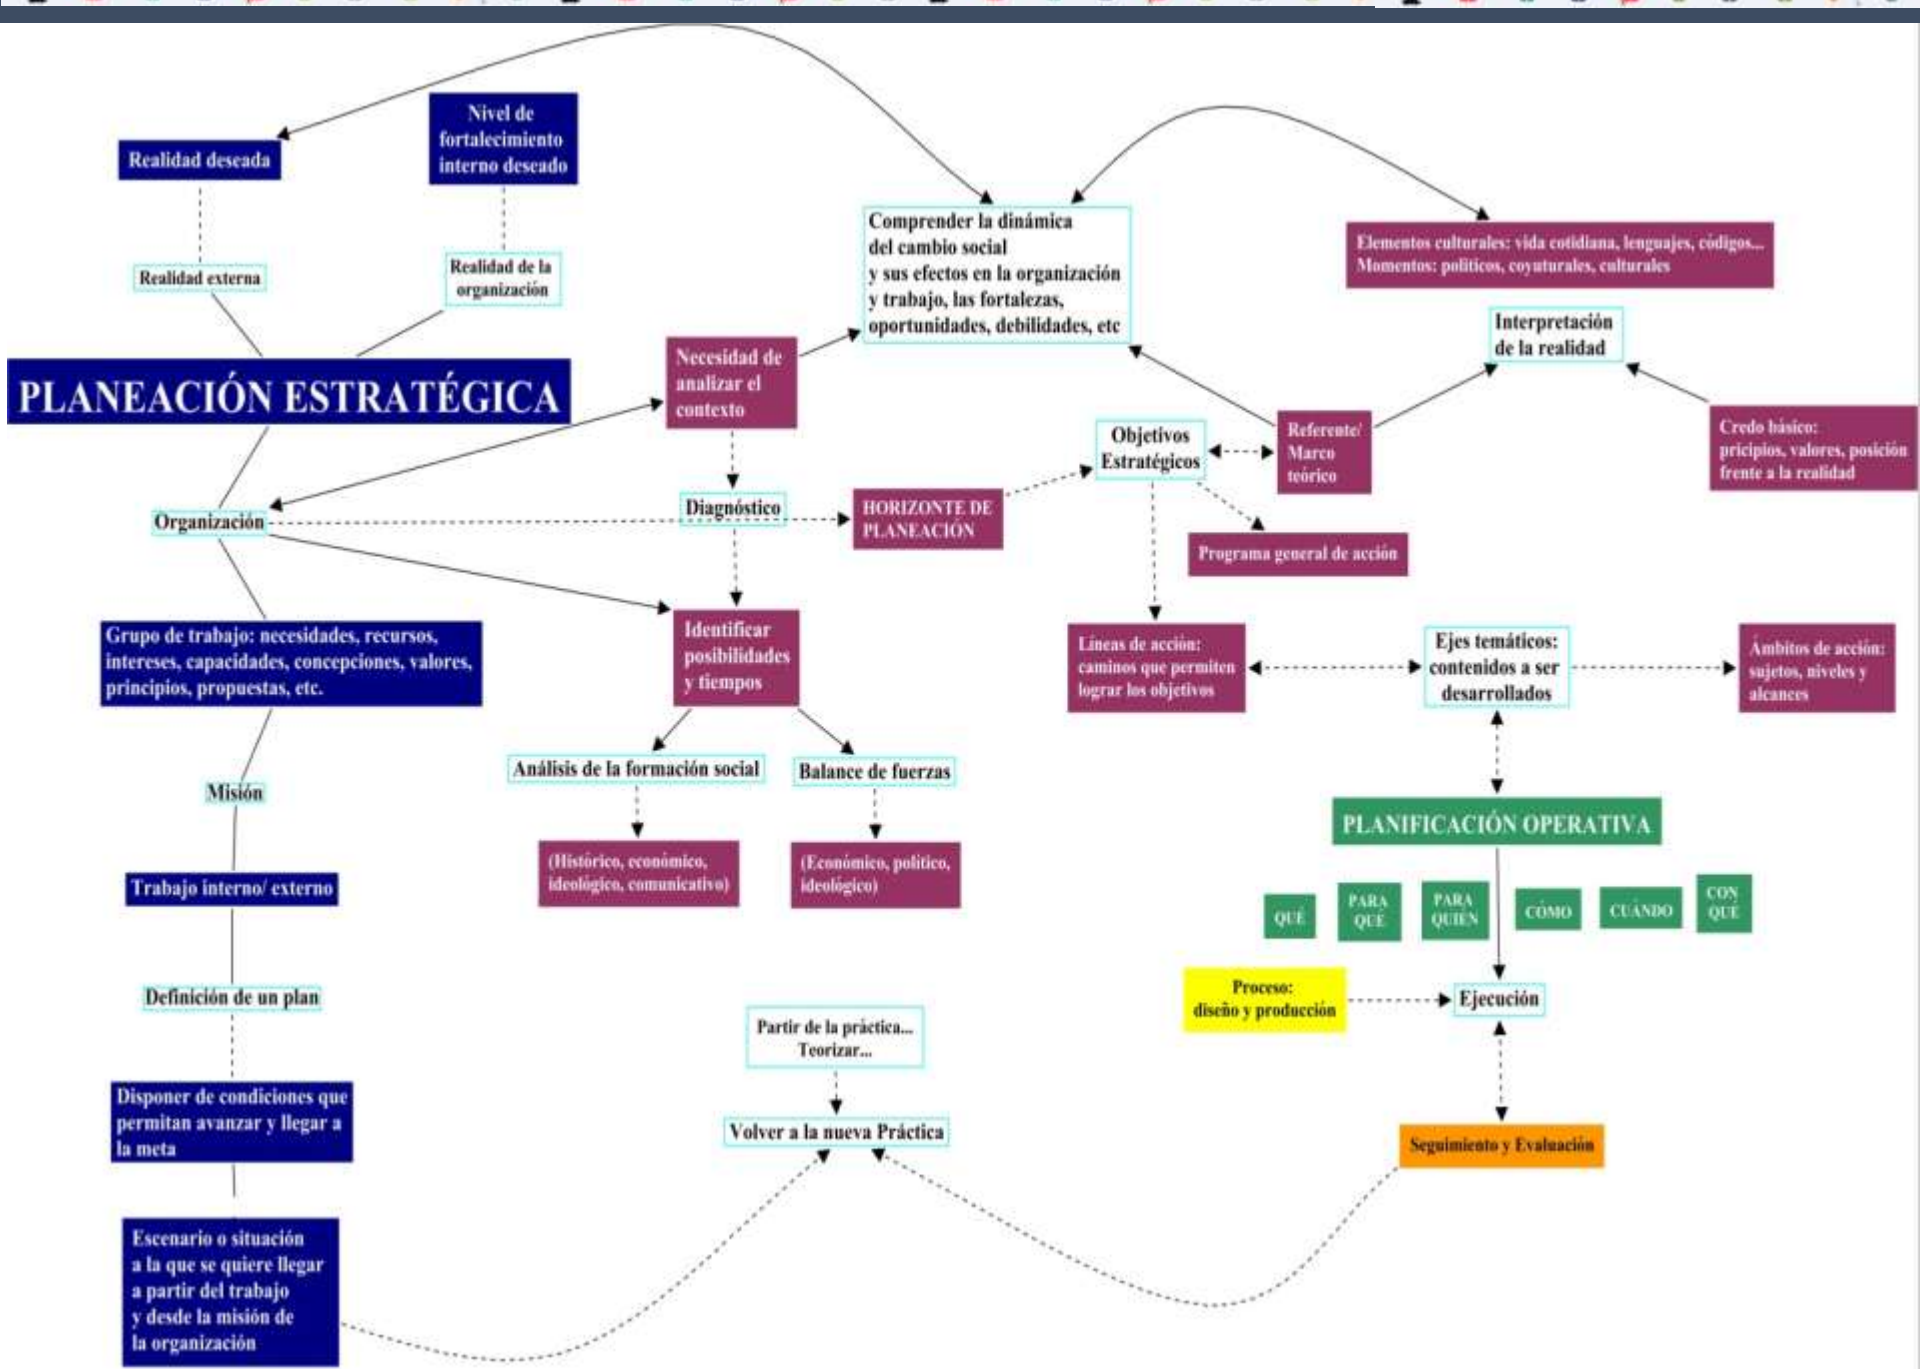 Nivel de
fortalecimiento
interno deseado
Realidad deseada
Realidad externa
Realidad de la
organización
PLANEACIÓN ESTRATÉGICA
Organización
Grupo de trabajo: necesidades, recursos,
intereses, capacidades, concepciones, valores,
principios, propuestas, etc.
Misión
Trabajo interno/ externo
Definición de un plan
Disponer de condiciones que
permitan avanzar y llegar a
la meta
Escenario o situación
a la que se quiere llegar
a partir del trabajo
y desde la misión de
la organización
Necesidad de
analizar el
contexto
Diagnóstico
Identificar
posibilidades
y tiempos
Análisis de la formación social
Balance de fuerzas
(Histórico, económico,
ideológico, comunicativo)
(Económico, político,
ideológico)
Comprender la dinámica
del cambio social
y sus efectos en la organización
y trabajo, las fortalezas,
oportunidades, debilidades, etc
Elementos culturales: vida cotidiana, lenguajes, códigos...
Momentos: políticos, coyuturales, culturales
Interpretación
de la realidad
Credo básico:
pricipios, valores, posición
frente a la realidad
Referente/
Marco
teórico
Objetivos
Estratégicos
HORIZONTE DE
PLANEACIÓN
Programa general de acción
Líneas de acción:
caminos que permiten
lograr los objetivos
Ejes temáticos:
contenidos a ser
desarrollados
Ámbitos de acción:
sujetos, niveles y
alcances
PLANIFICACIÓN OPERATIVA
QUÉ
PARA
QUÉ
PARA
QUIÉN
CÓMO
CUÁNDO
CON
QUÉ
Proceso:
diseño y producción
Ejecución
Seguimiento y Evaluación
Partir de la práctica...
Teorizar...
Volver a la nueva Práctica